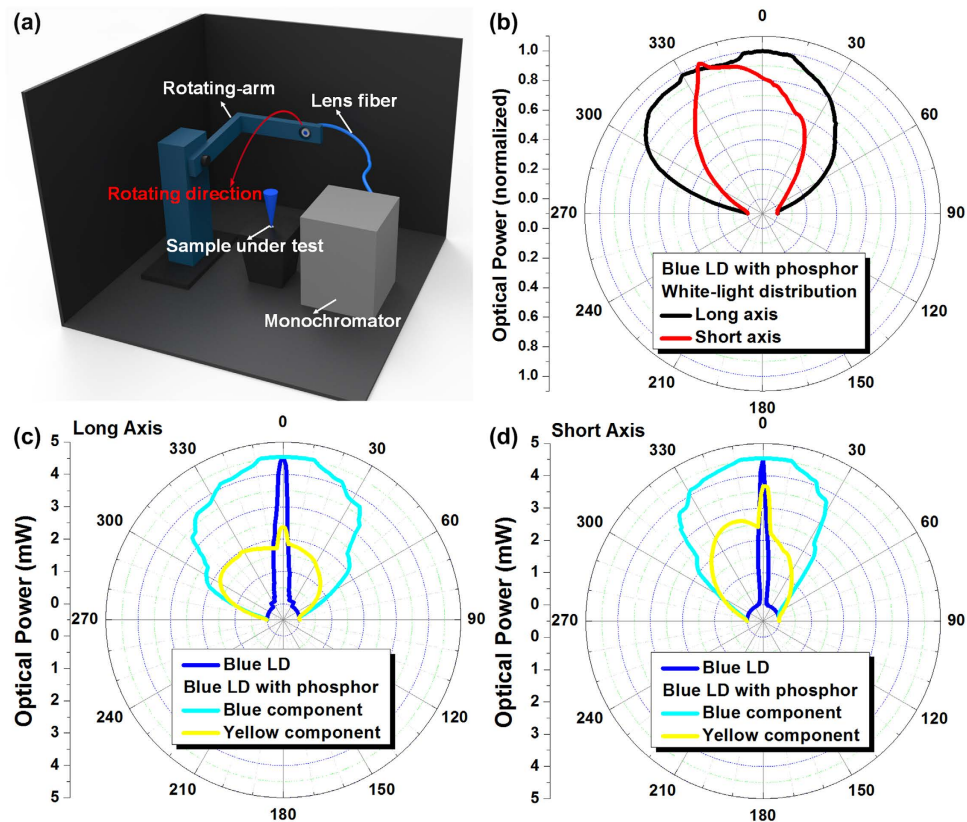 (a)
Rotating-arm
Lens fiber
Rotating direction
Sample under test
Monochromator
(b)
0
330
30
300
60
270
90
240
120
210
150
180
1.0
0.8
0.6
0.4
0.2
0.0
0.0
0.2
0.4
0.6
0.8
1.0
Optical Power (normalized)
Blue LD with phosphor
White-light distribution
Long axis
Short axis
(c)
Long Axis
0
330
30
300
60
270
90
240
120
210
150
180
5
4
3
2
1
0
0
1
2
3
4
5
Optical Power (mW)
Blue LD
Blue LD with phosphor
Blue component
Yellow component
(d)
Short Axis
0
330
30
300
60
270
90
240
120
210
150
180
5
4
3
2
1
0
0
1
2
3
4
5
Optical Power (mW)
Blue LD
Blue LD with phosphor
Blue component
Yellow component